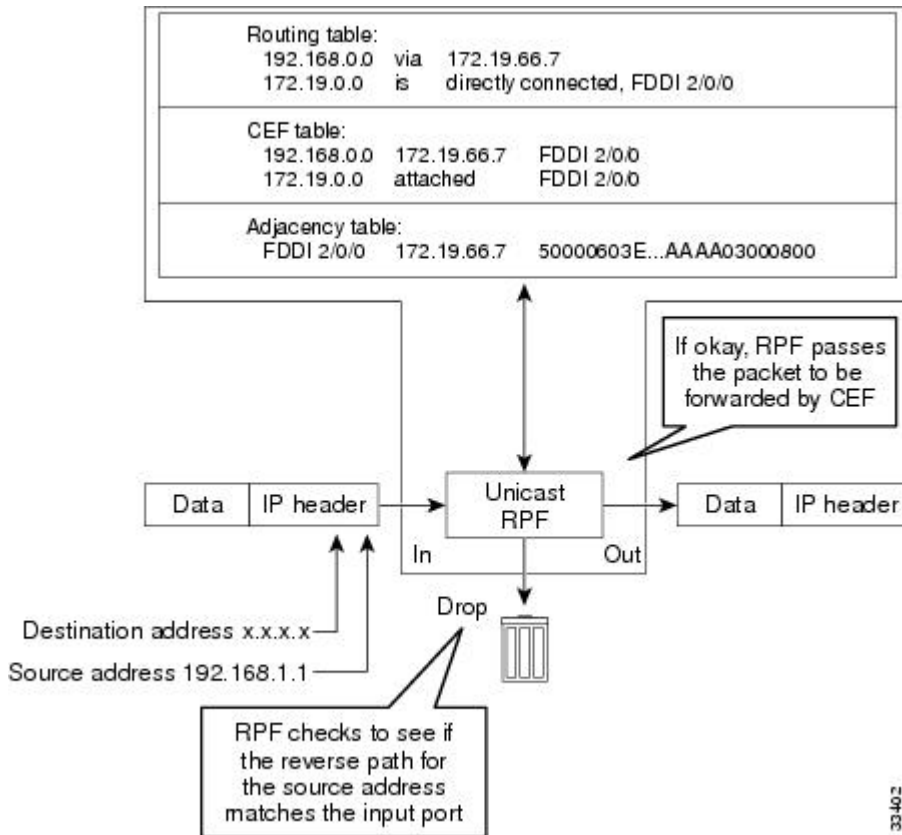 Routing table:
192.168.0.0 via 172.19.66.7
172.19.0.0 is directly connected, FDDI 2/0/0
CEF table:
192.168.0.0 172.19.66.7 FDDI 2/0/0
172.19.0.0 attached FDDI 2/0/0
Adjacency table:
FDDI 2/0/0 172.19.66.7 50000603E...AAAA03000800
If okay, RPF passes
the packet to be
forwarded by CEF
Data IP header
Unicast
RPF
Data IP header
In Out
Drop
Destination address x.x.x.x
Source address 192.168.1.1
RPF checks to see if
the reverse path for
the source address
matches the input port
33402